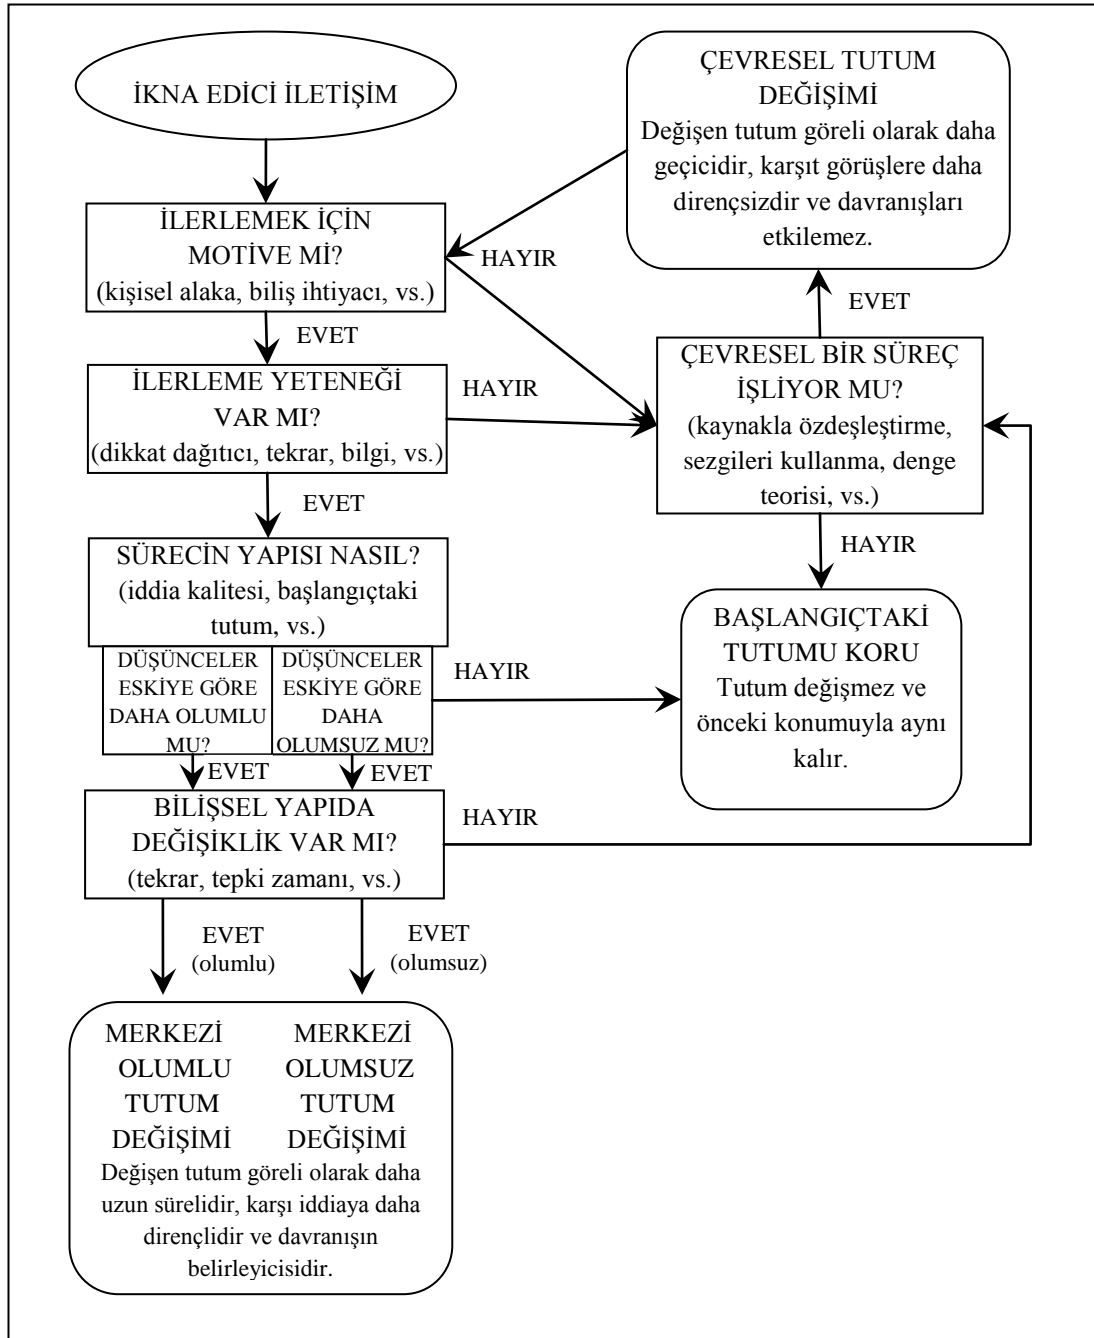 İKNA EDİCİ İLETİŞİM
ÇEVRESEL TUTUM
DEĞİŞİMİ
Değişen tutum göreli olarak daha
geçicidir, karşıt görüşlere daha
dirençsizdir ve davranışları
etkilemez.
İLERLEMEK İÇİN
MOTİVE Mİ?
(kişisel alaka, biliş ihtiyacı, vs.)
HAYIR
EVET
EVET
İLERLEME YETENEĞİ
VAR MI?
(dikkat dağıtıcı, tekrar, bilgi, vs.)
HAYIR
ÇEVRESEL BİR SÜREÇ
İŞLİYOR MU?
(kaynakla özdeşleştirme,
sezgileri kullanma, denge
teorisi, vs.)
EVET
HAYIR
SÜRECİN YAPISI NASIL?
(iddia kalitesi, başlangıçtaki
tutum, vs.)
DÜŞÜNCELER
ESKİYE GÖRE
DAHA OLUMLU
MU?
DÜŞÜNCELER
ESKİYE GÖRE
DAHA
OLUMSUZ MU?
HAYIR
BAŞLANGIÇTAKİ
TUTUMU KORU
Tutum değişmez ve
önceki konumuyla aynı
kalır.
EVET
EVET
BİLİŞSEL YAPIDA
DEĞİŞİKLİK VAR MI?
(tekrar, tepki zamanı, vs.)
HAYIR
EVET
(olumlu)
EVET
(olumsuz)
MERKEZİ
OLUMLU
TUTUM
DEĞİŞİMİ
MERKEZİ
OLUMSUZ
TUTUM
DEĞİŞİMİ
Değişen tutum göreli olarak daha
uzun sürelidir, karşı iddiaya daha
dirençlidir ve davranışın
belirleyicisidir.